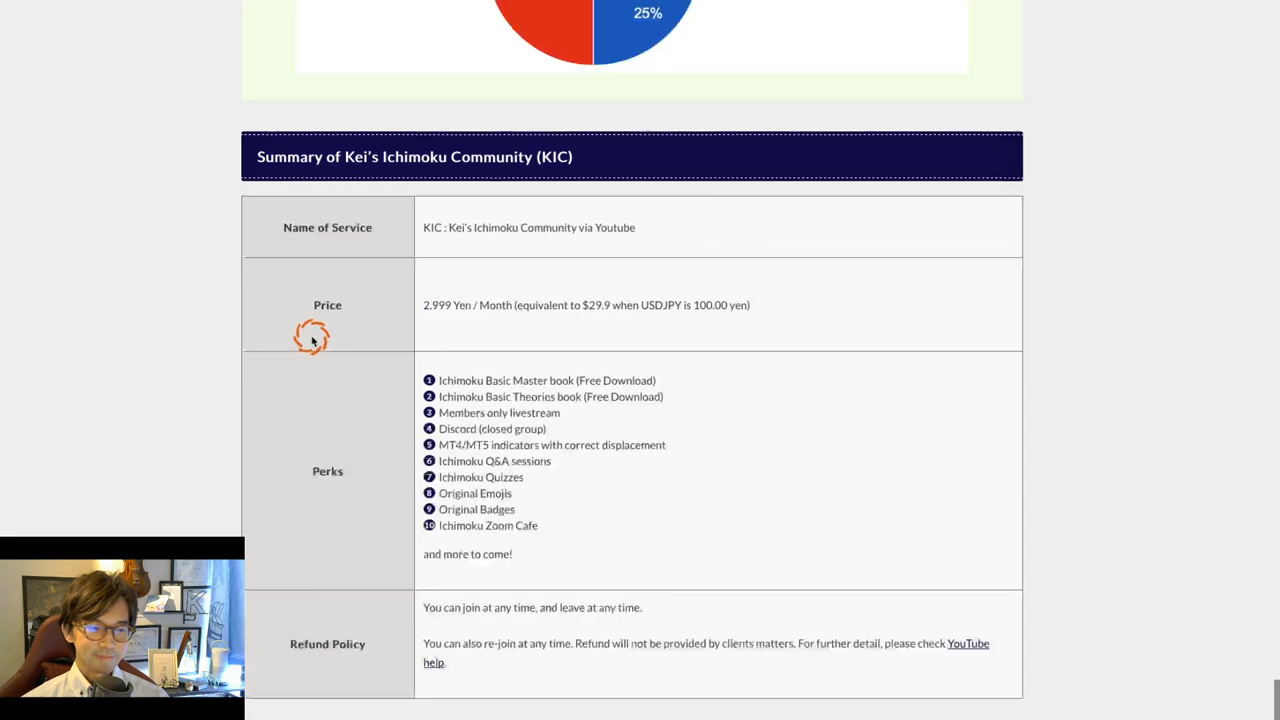 25%
Summary of Kei's Ichimoku Community (KIC)
Name of Service
KIC : Kei's Ichimoku Community via Youtube
Price
2,999 Yen / Month (equivalent to $29.9 when USDJPY is 100.00 yen)
Perks
1 Ichimoku Basic Master book (Free Download)
2 Ichimoku Basic Theories book (Free Download)
3 Members only livestream
4 Discord (closed group)
5 MT4/MT5 indicators with correct displacement
6 Ichimoku Q&A sessions
7 Ichimoku Quizzes
8 Original Emojis
9 Original Badges
10 Ichimoku Zoom Cafe
and more to come!
Refund Policy
You can join at any time, and leave at any time.
You can also re-join at any time. Refund will not be provided by clients matters. For further detail, please check YouTube
help.